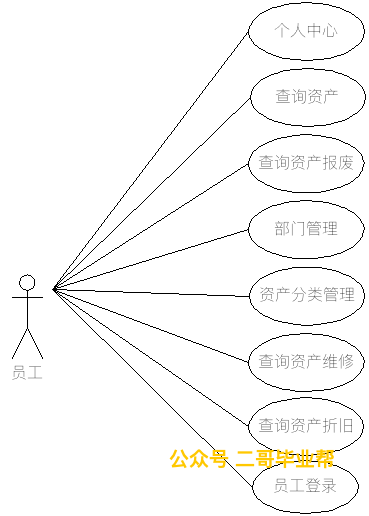 个人中心
查询资产
查询资产报废
部门管理
资产分类管理
员工
查询资产维修
查询资产折旧
公众号 二哥毕业帮
员工登录